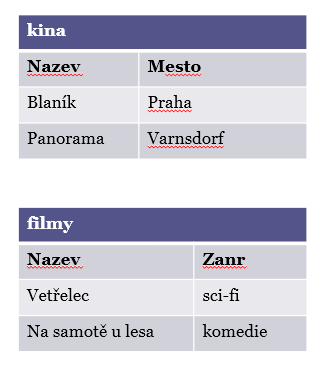 kina
Nazev Mesto
Blaník Praha
Panorama Varnsdorf
filmy
Nazev Zanr
Vetřelec sci-fi
Na samotě u lesa komedie